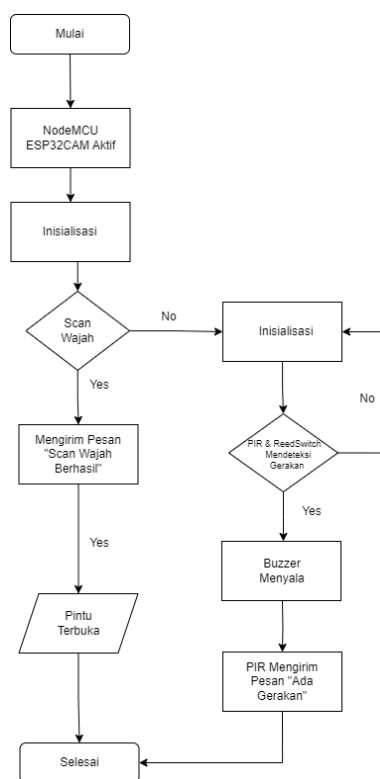 Mulai
NodeMCU
ESP32CAM Aktif
Inisialisasi
Scan
Wajah
No
Inisialisasi
Yes
No
Mengirim Pesan
"Scan Wajah
Berhasil"
PIR & ReedSwitch
Mendeteksi
Gerakan
Yes
Yes
Buzzer
Menyala
Pintu
Terbuka
PIR Mengirim
Pesan "Ada
Gerakan"
Selesai